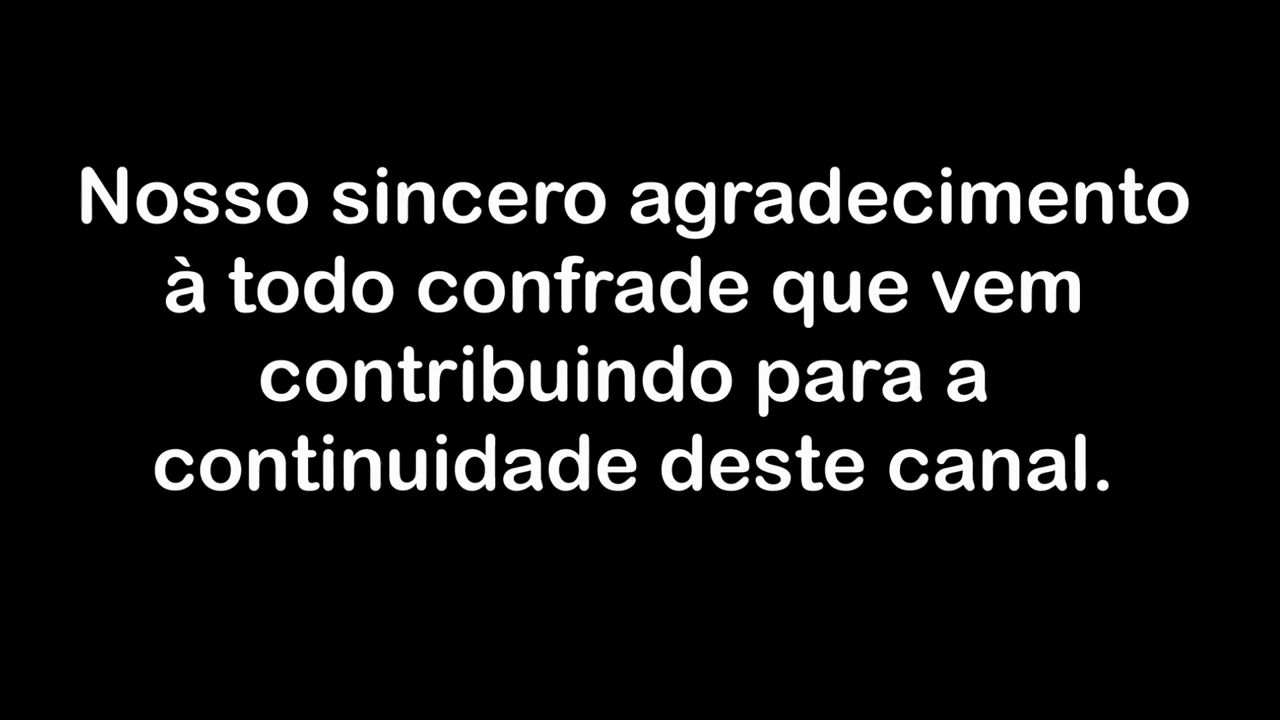 Nosso sincero agradecimento
à todo confrade que vem
contribuindo para a
continuidade deste canal.